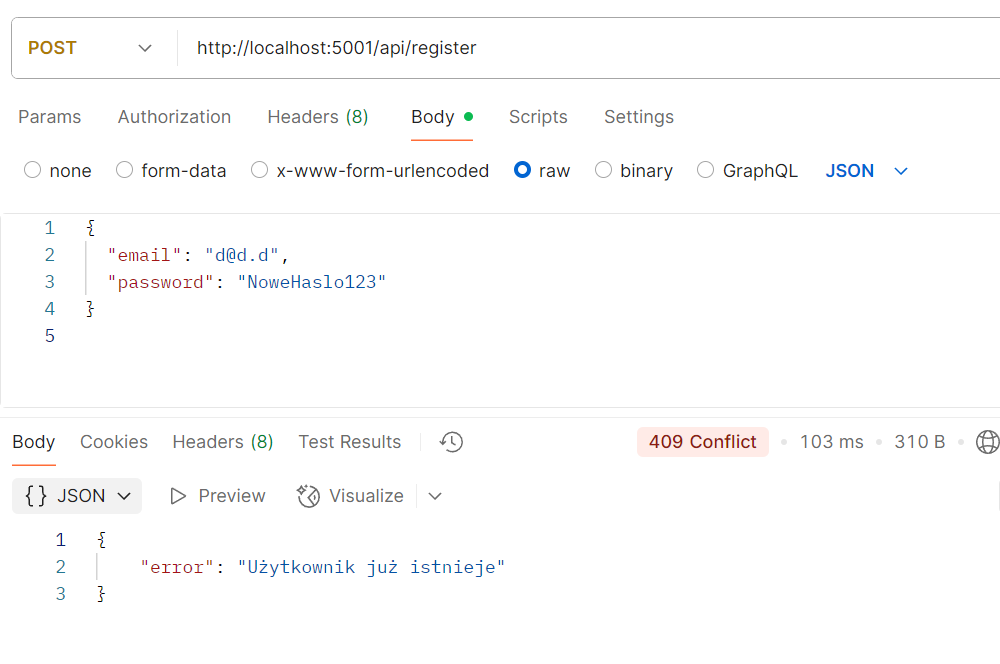 POST http://localhost:5001/api/register
Params Authorization Headers (8) Body Scripts Settings
none form-data x-www-form-urlencoded raw binary GraphQL JSON
1 {
2 "email": "d@d.d",
3 "password": "NoweHaslo123"
4 }
5
Body Cookies Headers (8) Test Results 409 Conflict 103 ms 310 B
{} JSON Preview Visualize
1 {
2 "error": "Użytkownik już istnieje"
3 }